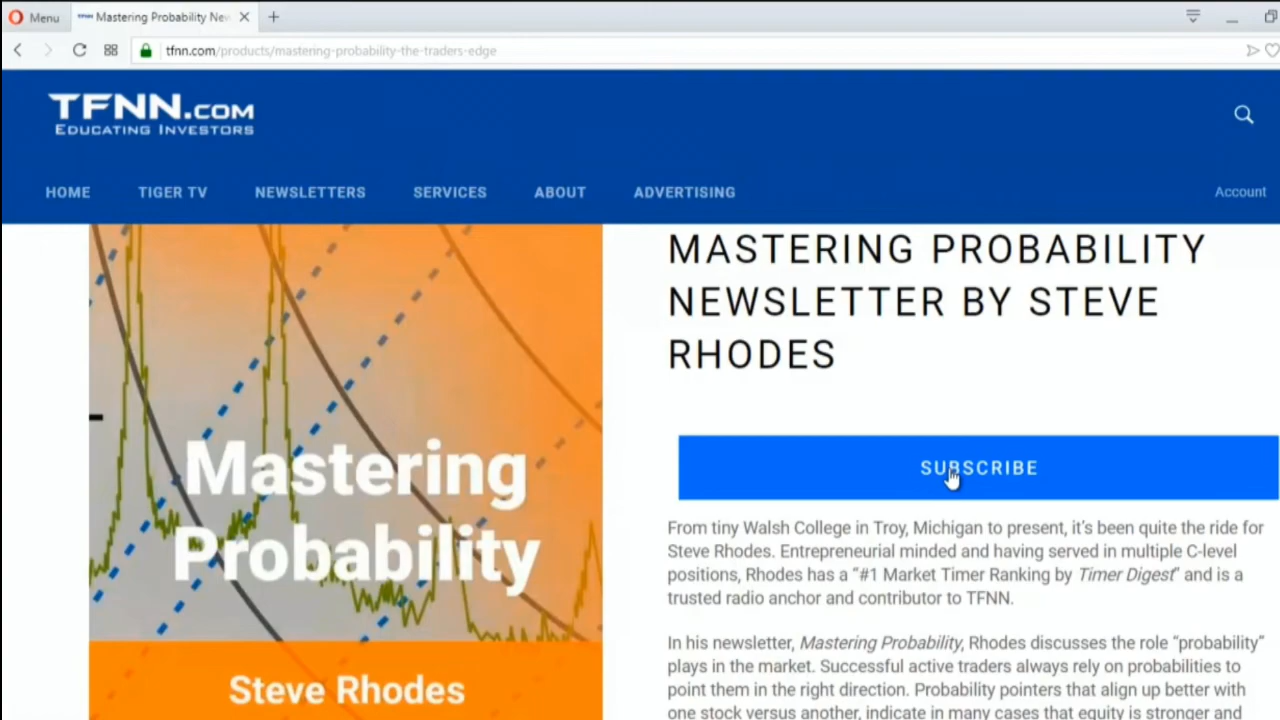 Menu
Mastering Probability New
tfnn.com/products/mastering-probability-the-traders-edge
TFNN.COM
EDUCATING INVESTORS
HOME TIGER TV NEWSLETTERS SERVICES ABOUT ADVERTISING Account
Mastering
Probability
Steve Rhodes
MASTERING PROBABILITY
NEWSLETTER BY STEVE
RHODES
SUBSCRIBE
From tiny Walsh College in Troy, Michigan to present, it's been quite the ride for
Steve Rhodes. Entrepreneurial minded and having served in multiple C-level
positions, Rhodes has a “#1 Market Timer Ranking by Timer Digest” and is a
trusted radio anchor and contributor to TFNN.
In his newsletter, Mastering Probability, Rhodes discusses the role “probability”
plays in the market. Successful active traders always rely on probabilities to
point them in the right direction. Probability pointers that align up better with
one stock versus another, indicate in many cases that equity is stronger and